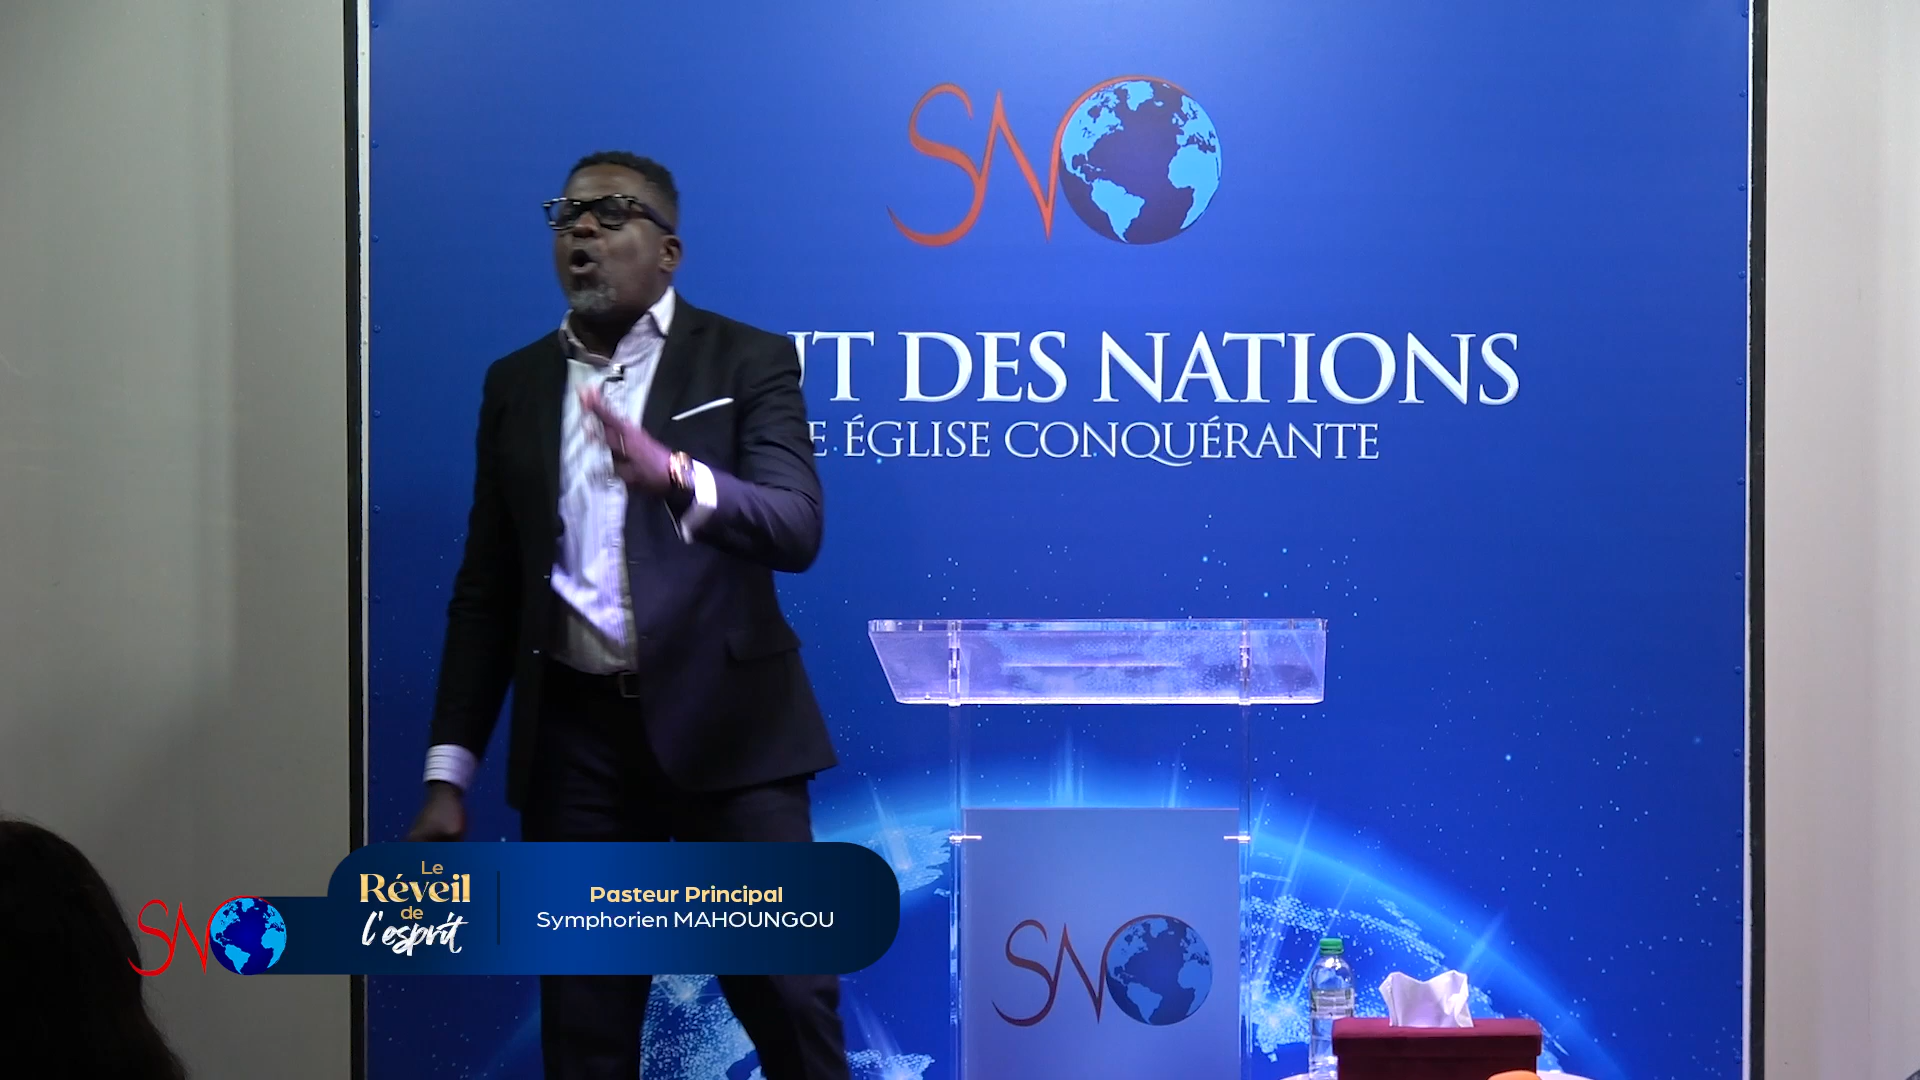 SN
UT DES NATIONS
E ÉGLISE CONQUÉRANTE
Le
Réveil
de
l'esprit
Pasteur Principal
Symphorien MAHOUNGOU
SN
SN